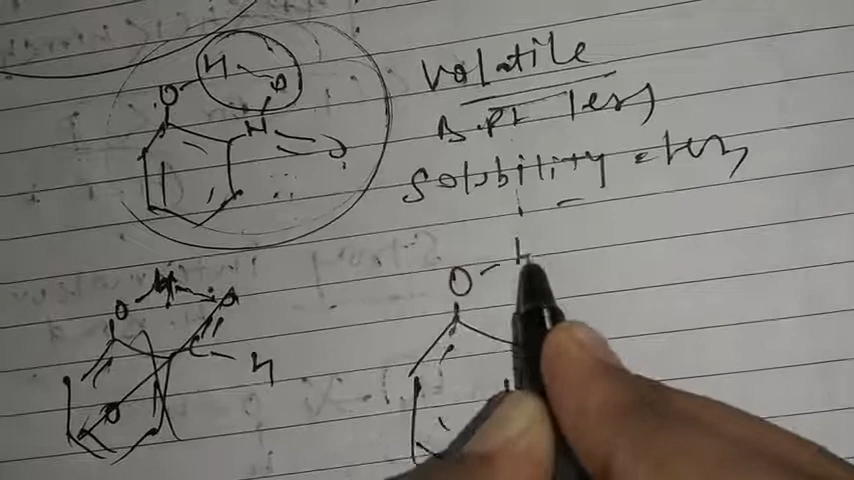 Volatile
B.Pt less
Solubility - less
O H O
N O
O H O
C H
O
O - H